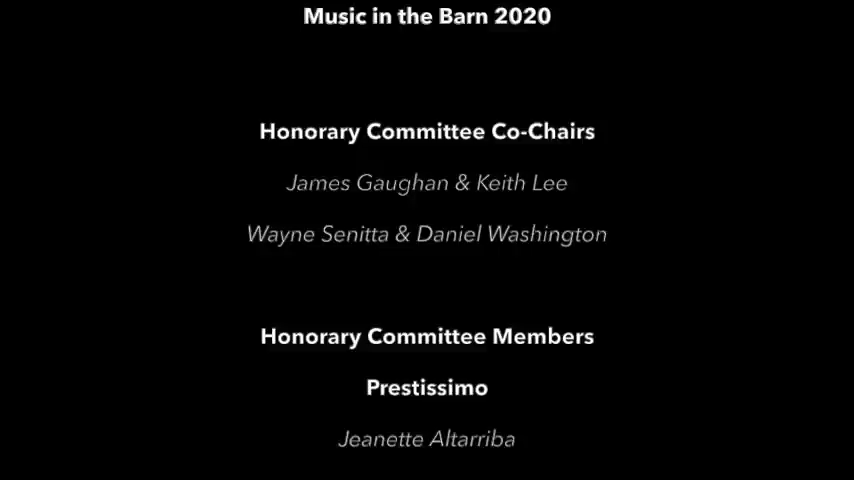 Music in the Barn 2020
Honorary Committee Co-Chairs
James Gaughan & Keith Lee
Wayne Senitta & Daniel Washington
Honorary Committee Members
Prestissimo
Jeanette Altarriba